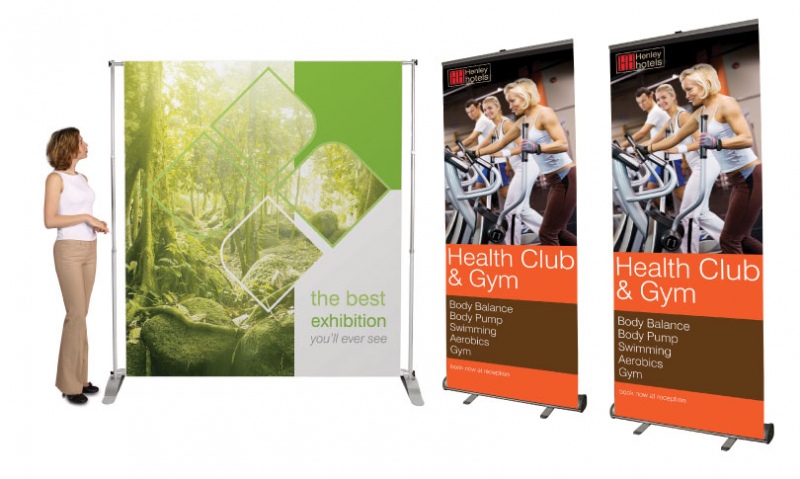 the best
exhibition
you'll ever see
Henley
hotels
Health Club
& Gym
Body Balance
Body Pump
Swimming
Aerobics
Gym
book now at reception
Henley
hotels
Health Club
& Gym
Body Balance
Body Pump
Swimming
Aerobics
Gym
book now at reception